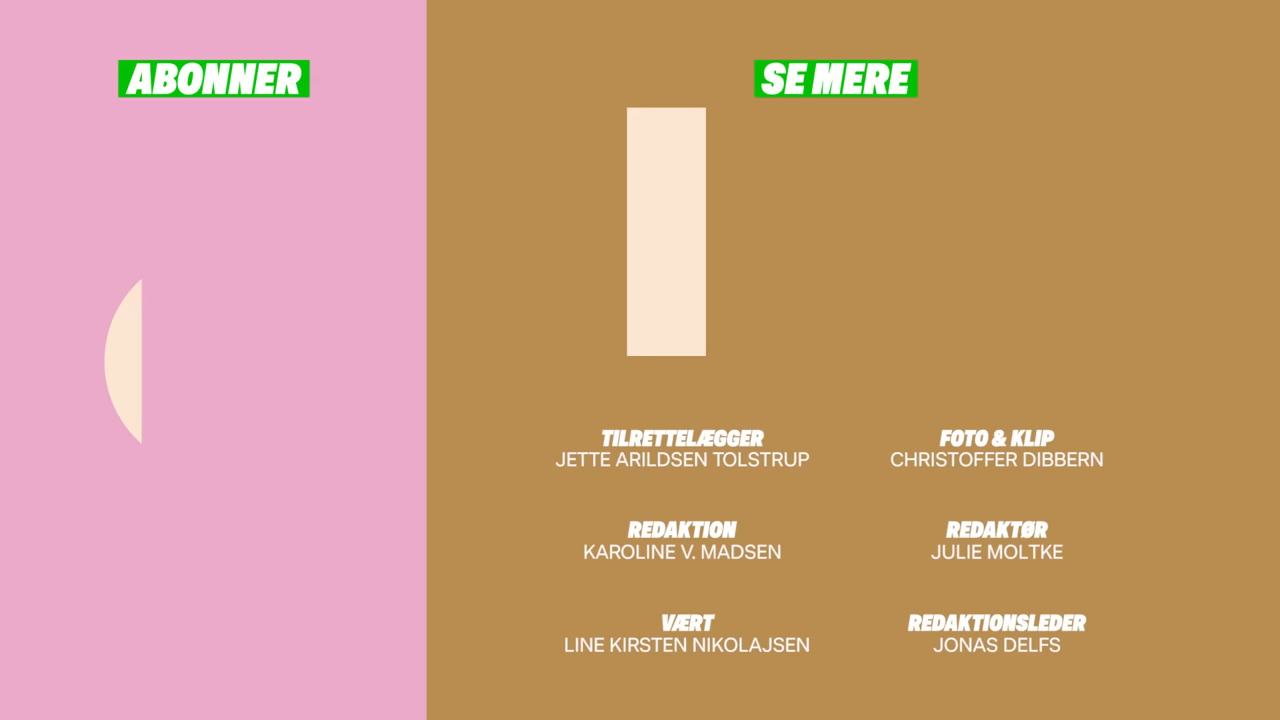 ABONNER
SE MERE
TILRETTELÆGGER
JETTE ARILDSEN TOLSTRUP
FOTO & KLIP
CHRISTOFFER DIBBERN
REDAKTION
KAROLINE V. MADSEN
REDAKTØR
JULIE MOLTKE
VÆRT
LINE KIRSTEN NIKOLAJSEN
REDAKTIONSLEDER
JONAS DELFS